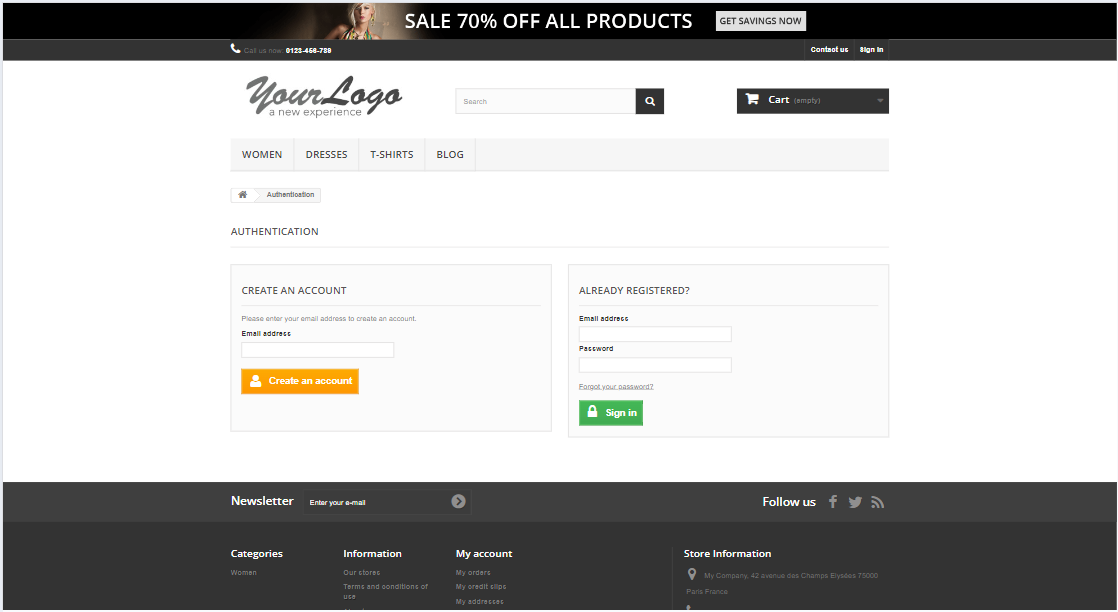 SALE 70% OFF ALL PRODUCTS GET SAVINGS NOW
Call us now: 0123-456-789 Contact us Sign in
YourLogo
a new experience
Search
Cart (empty)
WOMEN DRESSES T-SHIRTS BLOG
Authentication
AUTHENTICATION
CREATE AN ACCOUNT
Please enter your email address to create an account.
Email address
Create an account
ALREADY REGISTERED?
Email address
Password
Forgot your password?
Sign in
Newsletter Enter your e-mail Follow us
Categories
Women
Information
Our stores
Terms and conditions of
use
My account
My orders
My credit slips
My addresses
Store Information
My Company, 42 avenue des Champs Elysées 75000
Paris France